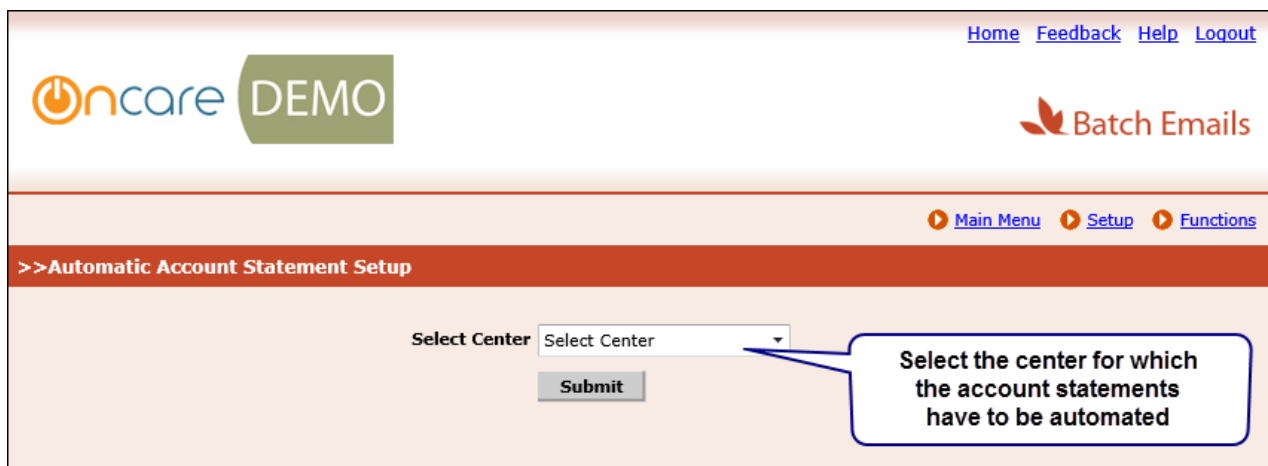 Home Feedback Help Logout
Oncare DEMO
Batch Emails
Main Menu Setup Functions
>>Automatic Account Statement Setup
Select Center Select Center
Submit
Select the center for which
the account statements
have to be automated